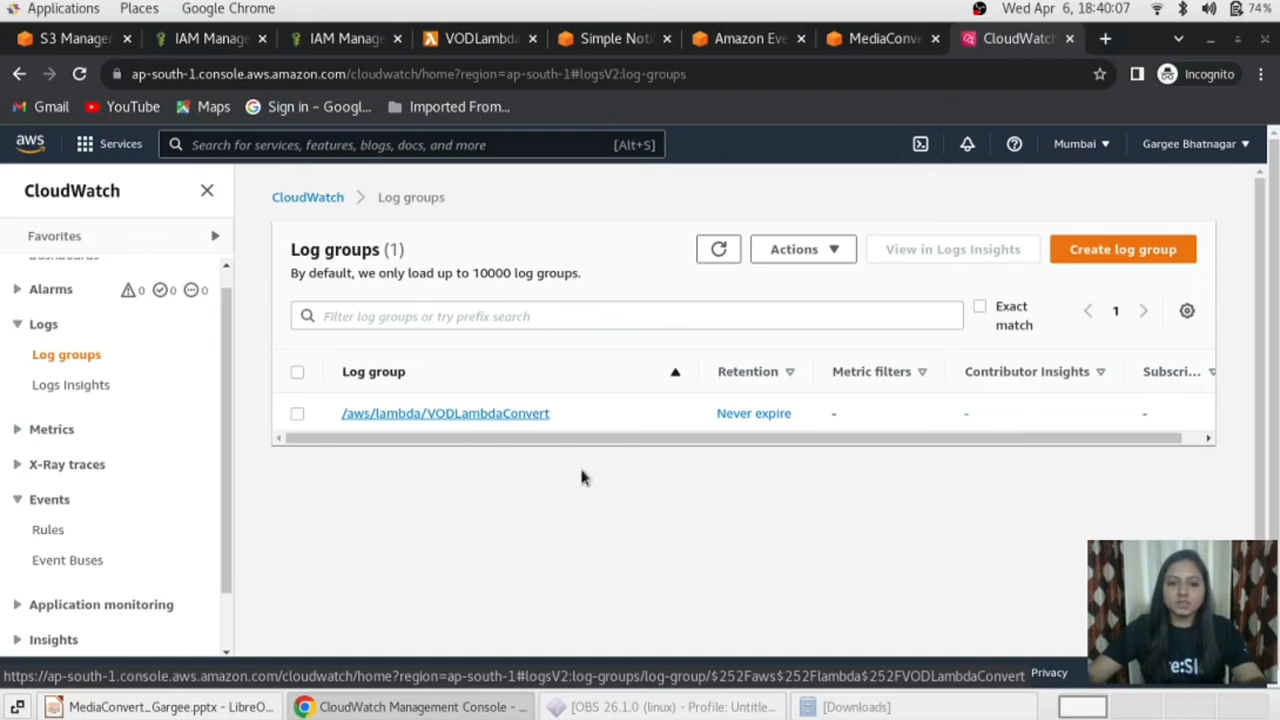 Applications Places Google Chrome Wed Apr 6, 18:40:07 74%
S3 Manage IAM Manag IAM Manag VODLambda Simple Noti Amazon Eve MediaConve CloudWatch
ap-south-1.console.aws.amazon.com/cloudwatch/home?region=ap-south-1#logsV2:log-groups Incognito
Gmail YouTube Maps Sign in – Googl... Imported From...
aws Services Search for services, features, blogs, docs, and more [Alt+S] Mumbai Gargee Bhatnagar
CloudWatch
Favorites
Dashboards
Alarms 0 0 0
Logs
Log groups
Logs Insights
Metrics
X-Ray traces
Events
Rules
Event Buses
Application monitoring
Insights
CloudWatch Log groups
Log groups (1)
By default, we only load up to 10000 log groups.
Actions View in Logs Insights Create log group
Filter log groups or try prefix search
Exact match
1
Log group Retention Metric filters Contributor Insights Subscri...
/aws/lambda/VODLambdaConvert Never expire - - -
re:S
https://ap-south-1.console.aws.amazon.com/cloudwatch/home?region=ap-south-1#logsV2:log-groups/log-group/$252Faws$252Flambda$252FVODLambdaConvert Privacy
MediaConvert_Gargee.pptx - LibreO... CloudWatch Management Console - ... [OBS 26.1.0 (linux) - Profile: Untitle... [Downloads]